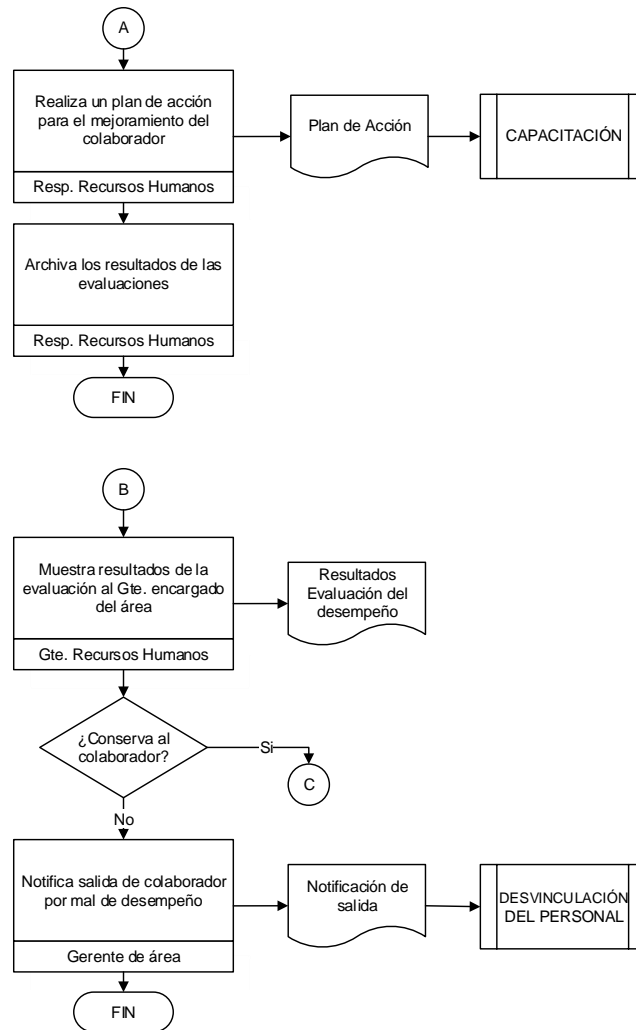 A
Realiza un plan de acción
para el mejoramiento del
colaborador
Resp. Recursos Humanos
Plan de Acción
CAPACITACIÓN
Archiva los resultados de las
evaluaciones
Resp. Recursos Humanos
FIN
B
Muestra resultados de la
evaluación al Gte. encargado
del área
Gte. Recursos Humanos
Resultados
Evaluación del
desempeño
¿Conserva al
colaborador?
Si
C
No
Notifica salida de colaborador
por mal de desempeño
Gerente de área
Notificación de
salida
DESVINCULACIÓN
DEL PERSONAL
FIN